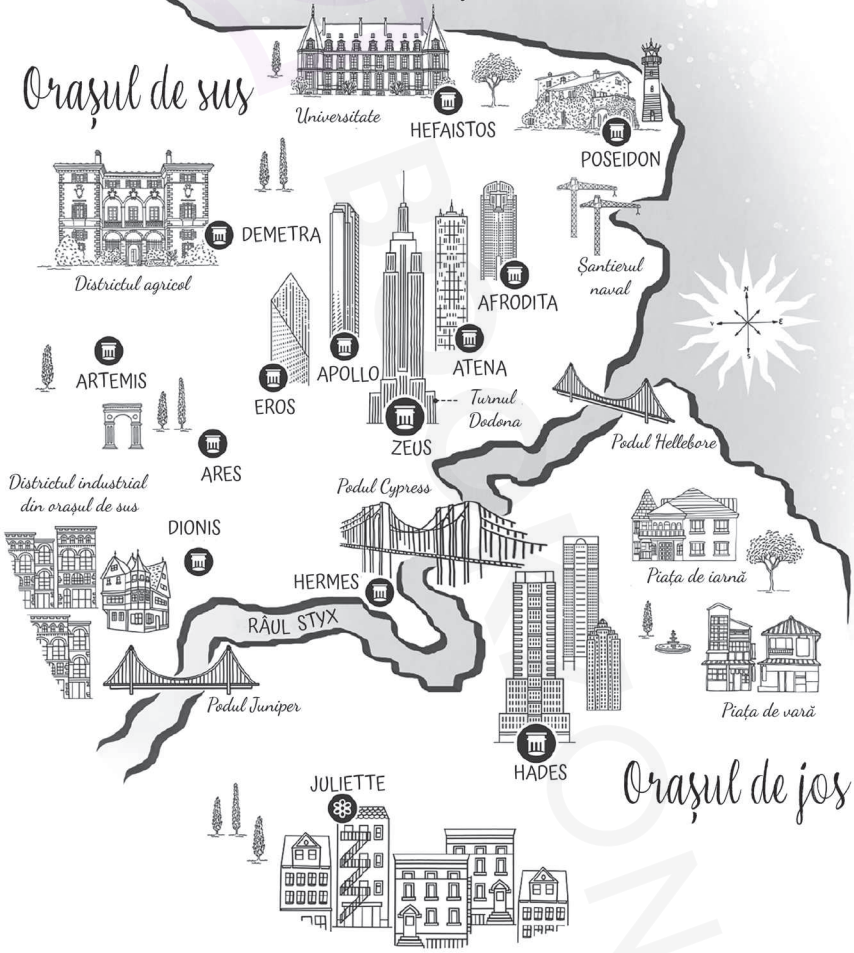 Orașul de sus
Universitate
HEFAISTOS
POSEIDON
DEMETRA
Districtul agricol
Șantierul
naval
AFRODITA
N
V
E
S
ARTEMIS
APOLLO
ATENA
EROS
Turnul
Dodona
ZEUS
Podul Hellebore
ARES
Districtul industrial
din orașul de sus
Podul Cypress
DIONIS
HERMES
Piața de iarnă
RÂUL STYX
Podul Juniper
Piața de vară
HADES
Orașul de jos
JULIETTE
BOOKZONE